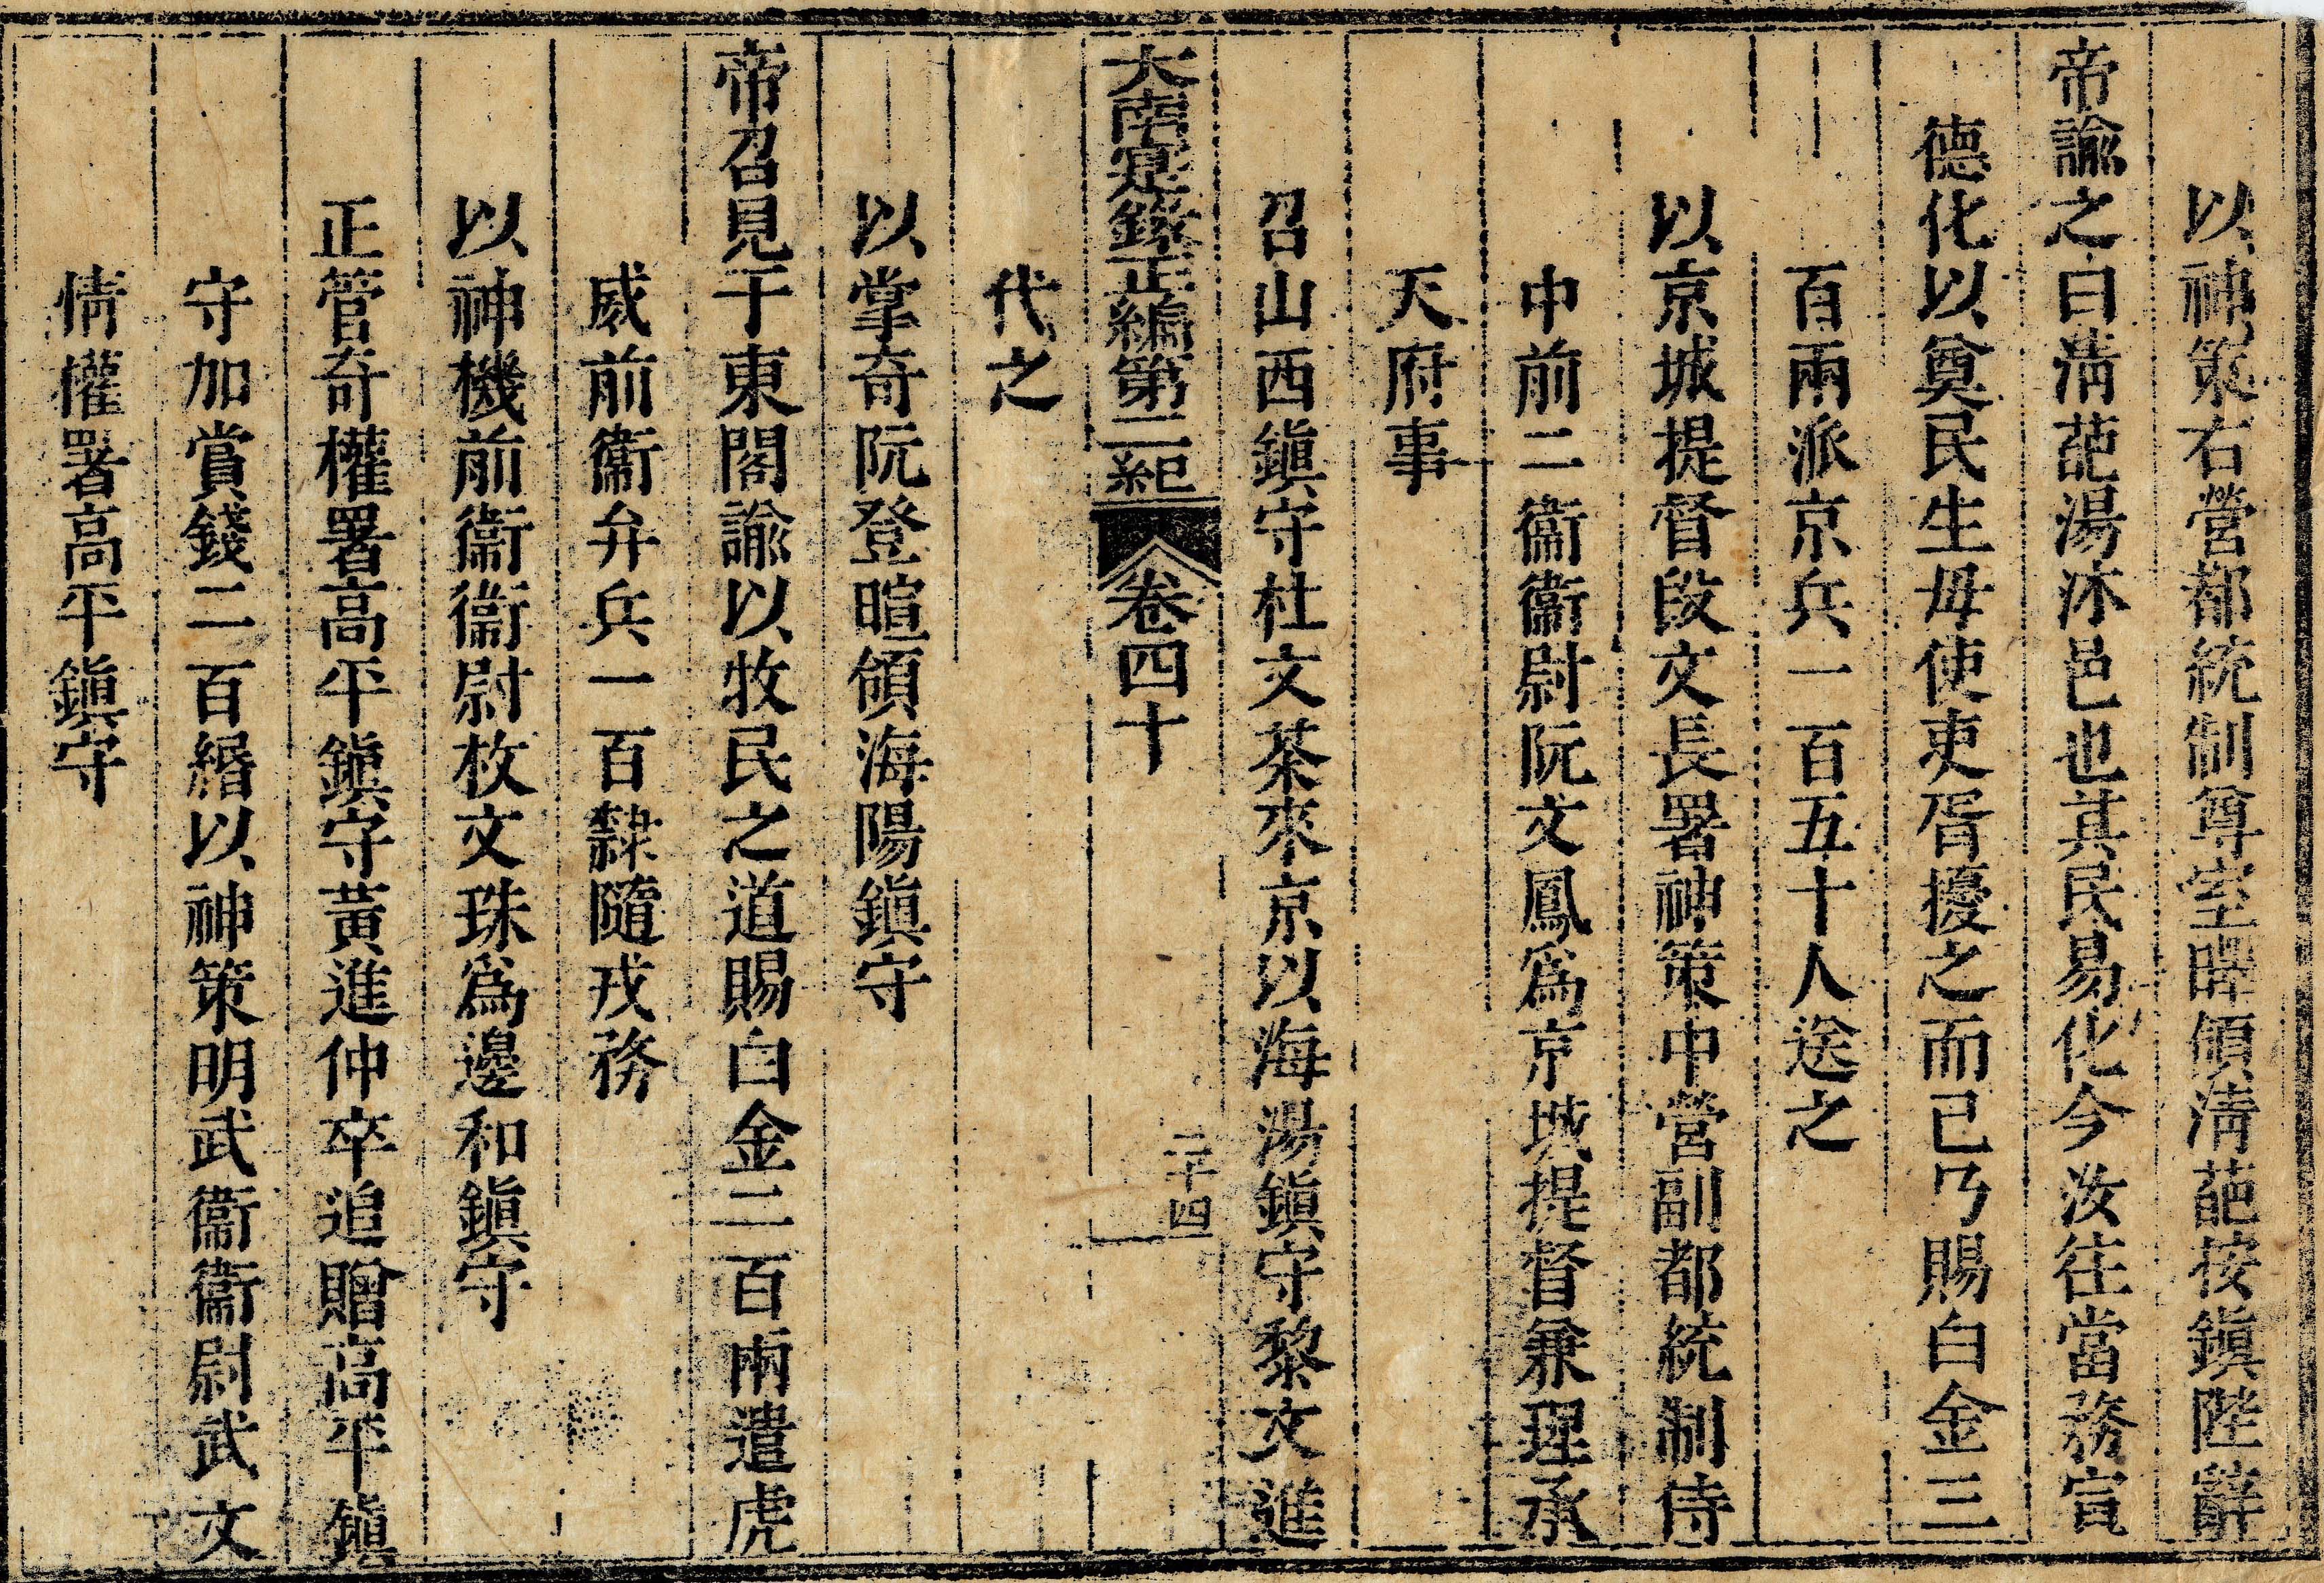 以神策右營都統制尊室𣋚領淸葩按鎭陛辭
帝諭之曰淸葩湯沐邑也其民易化今汝往當務宣
德化以奠民生毋使吏胥擾之而已乃賜白金三
百兩派京兵一百五十人送之
以京城提督段文長署神策中營副都統制侍
中前二衞衞尉阮文鳳爲京城提督兼理承
天府事
召山西鎭守杜文茶來京以海陽鎭守黎文進
大南寔錄正編第二紀 卷四十 二十四
代之
以掌奇阮登暄領海陽鎭守
帝召見于東閣諭以牧民之道賜白金二百兩遣虎
威前衞弁兵一百隸隨戎務
以神機前衞衞尉枚文珠爲邊和鎭守
正管奇權署高平鎭守黃進仲卒追贈高平鎭
守加賞錢二百緡以神策明武衞衞尉武文
情權署高平鎭守